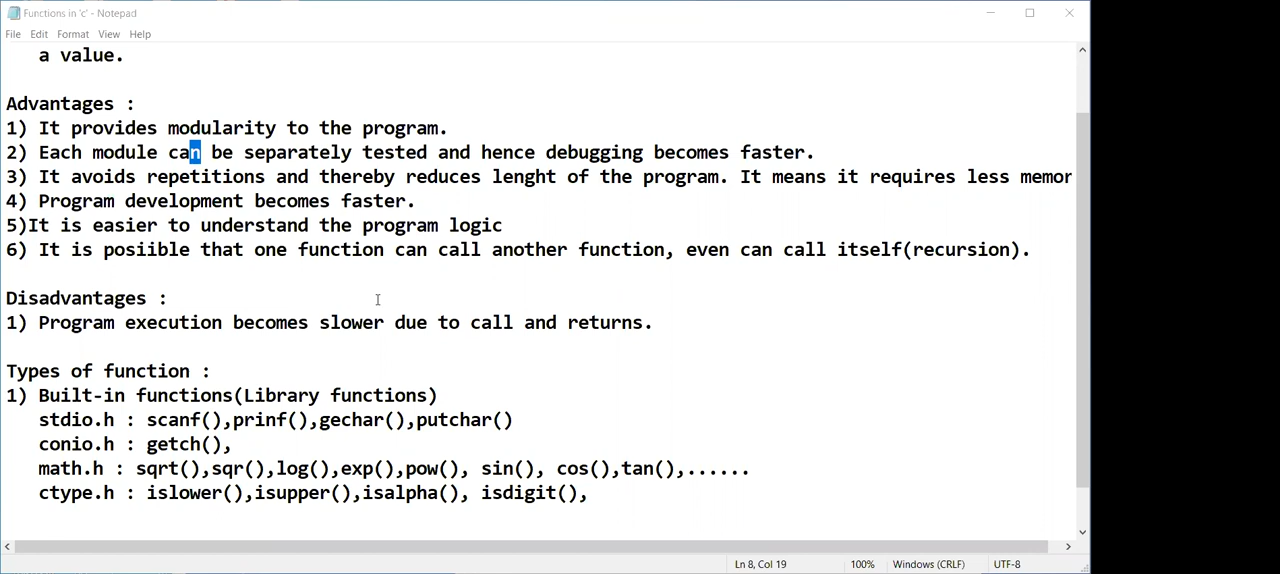 Functions in 'c' - Notepad
File Edit Format View Help
a value.
Advantages :
1) It provides modularity to the program.
2) Each module can be separately tested and hence debugging becomes faster.
3) It avoids repetitions and thereby reduces lenght of the program. It means it requires less memor
4) Program development becomes faster.
5)It is easier to understand the program logic
6) It is posiible that one function can call another function, even can call itself(recursion).
Disadvantages :
1) Program execution becomes slower due to call and returns.
Types of function :
1) Built-in functions(Library functions)
stdio.h : scanf(),prinf(),gechar(),putchar()
conio.h : getch(),
math.h : sqrt(),sqr(),log(),exp(),pow(), sin(), cos(),tan(),......
ctype.h : islower(),isupper(),isalpha(), isdigit(),
Ln 8, Col 19 100% Windows (CRLF) UTF-8